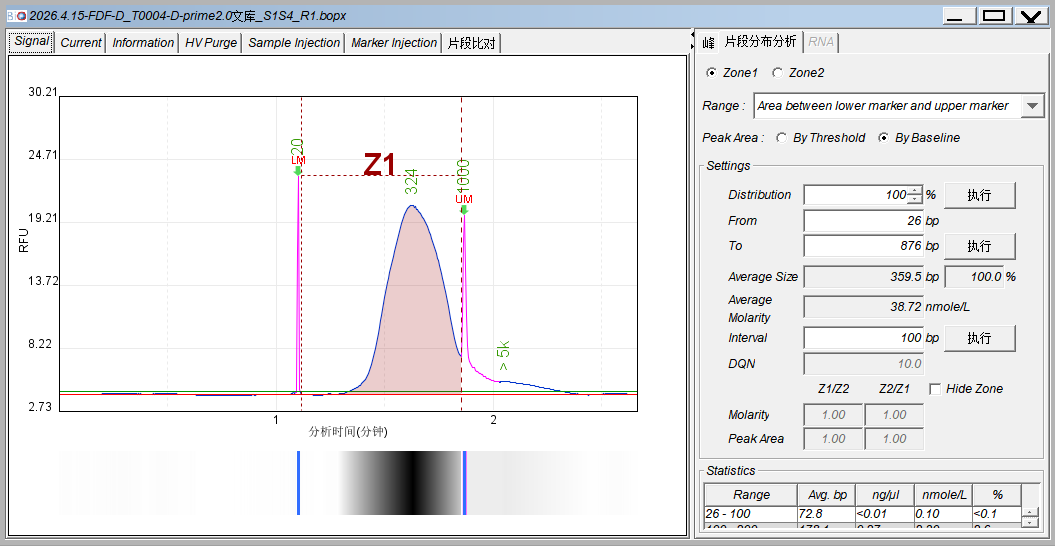 2026.4.15-FDF-D_T0004-D-prime2.0文库_S1S4_R1.bopx
Signal Current Information HV Purge Sample Injection Marker Injection 片段比对
30.21
24.71
19.21
13.72
8.22
2.73
RFU
20
LM
Z1
324
1000
UM
> 5k
1 2
分析时间(分钟)
峰 片段分布分析 RNA
Zone1 Zone2
Range : Area between lower marker and upper marker
Peak Area : By Threshold By Baseline
Settings
Distribution 100 % 执行
From 26 bp
To 876 bp 执行
Average Size 359.5 bp 100.0 %
Average
Molarity 38.72 nmole/L
Interval 100 bp 执行
DQN 10.0
Z1/Z2 Z2/Z1 Hide Zone
Molarity 1.00 1.00
Peak Area 1.00 1.00
Statistics
Range Avg. bp ng/µl nmole/L %
26 - 100 72.8 <0.01 0.10 <0.1